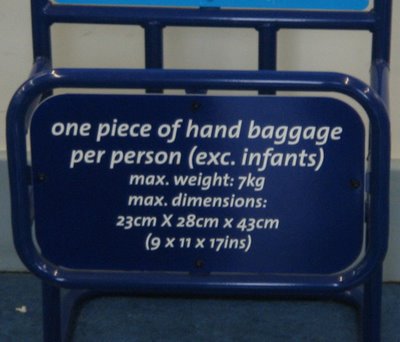 one piece of hand baggage
per person (exc. infants)
max. weight: 7kg
max. dimensions:
23cm X 28cm x 43cm
(9 x 11 x 17ins)